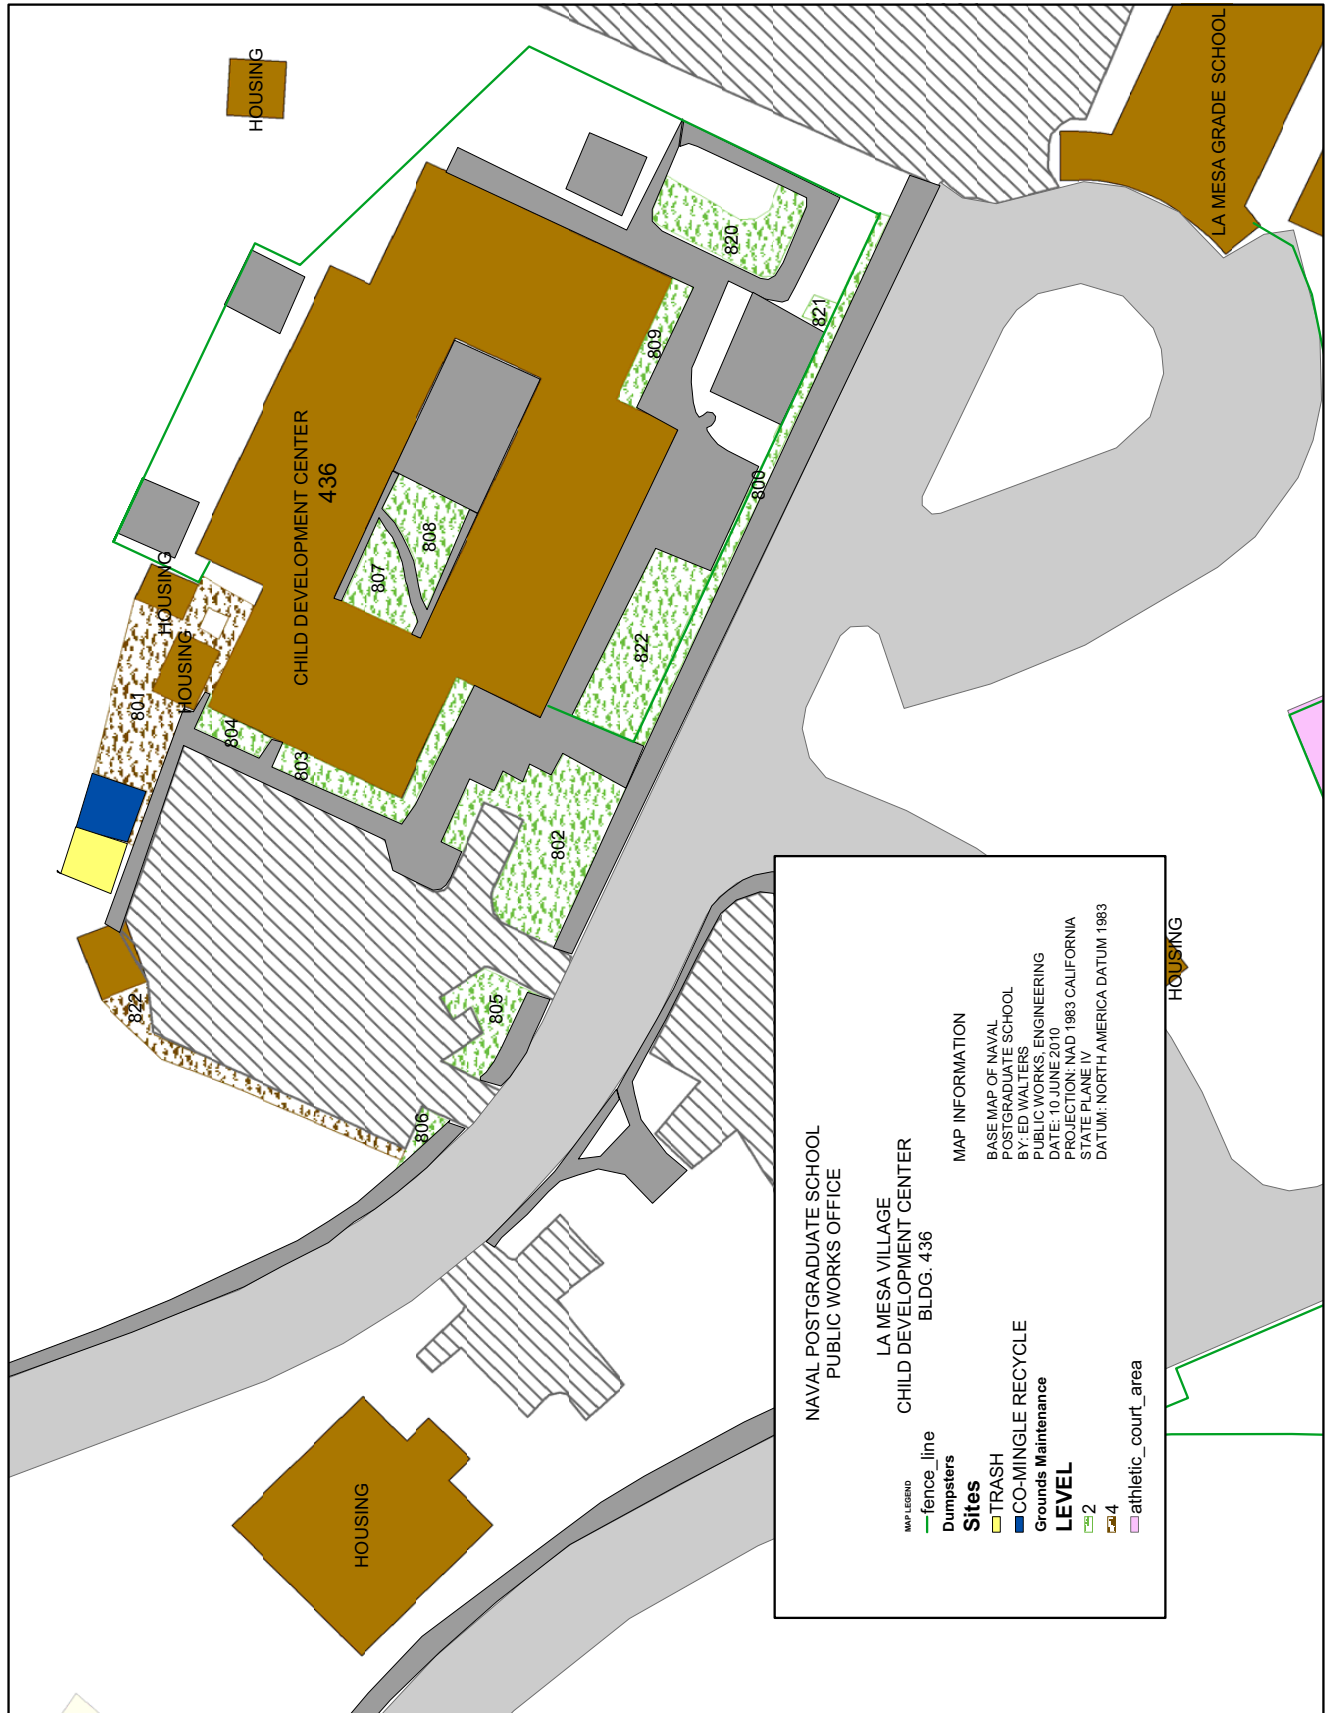 HOUSING
LA MESA GRADE SCHOOL
820
821
809
CHILD DEVELOPMENT CENTER
436
800
808
807
HOUSING
822
HOUSING
801
804
803
802
805
822
806
HOUSING
HOUSING
NAVAL POSTGRADUATE SCHOOL
PUBLIC WORKS OFFICE
LA MESA VILLAGE
CHILD DEVELOPMENT CENTER
BLDG. 436
MAP INFORMATION
BASE MAP OF NAVAL
POSTGRADUATE SCHOOL
BY: ED WALTERS
PUBLIC WORKS, ENGINEERING
DATE: 10 JUNE 2010
PROJECTION: NAD 1983 CALIFORNIA
STATE PLANE IV
DATUM: NORTH AMERICA DATUM 1983
MAP LEGEND
fence_line
Dumpsters
Sites
TRASH
CO-MINGLE RECYCLE
Grounds Maintenance
LEVEL
2
4
athletic_court_area